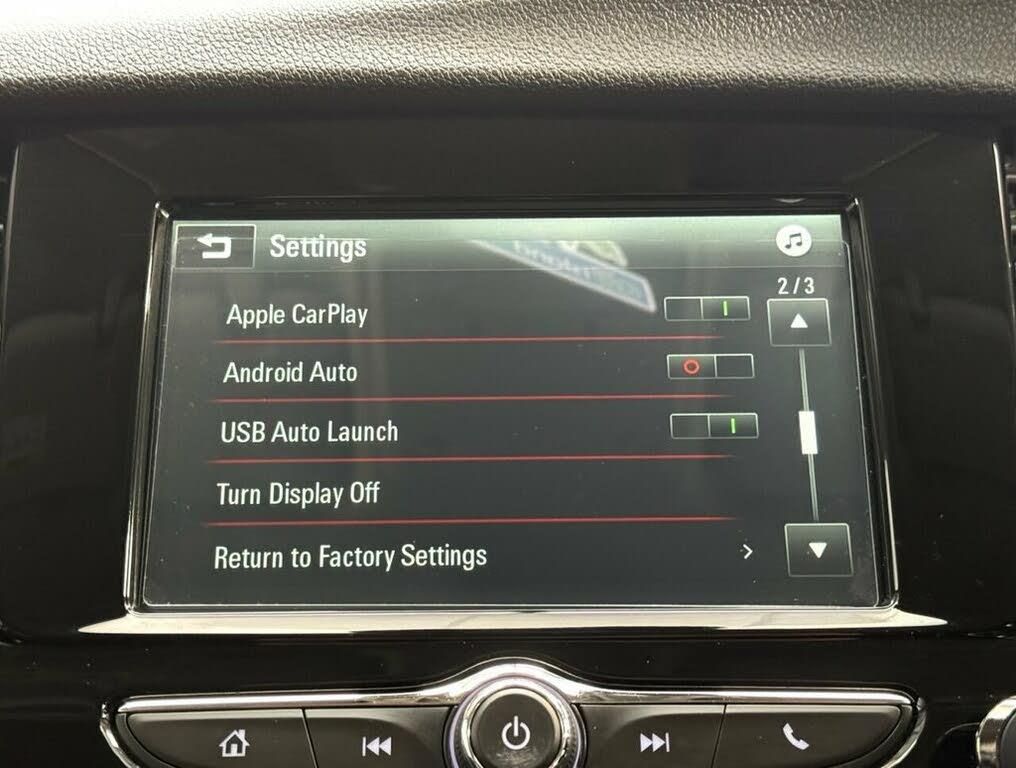 Settings
2/3
Apple CarPlay
Android Auto
USB Auto Launch
Turn Display Off
Return to Factory Settings